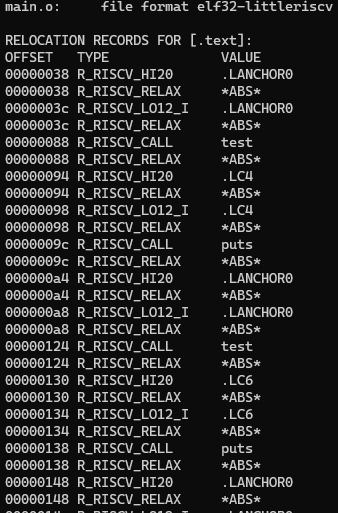 main.o:     file format elf32-littleriscv

RELOCATION RECORDS FOR [.text]:
OFFSET   TYPE              VALUE
00000038 R_RISCV_HI20      .LANCHOR0
00000038 R_RISCV_RELAX     *ABS*
0000003c R_RISCV_LO12_I    .LANCHOR0
0000003c R_RISCV_RELAX     *ABS*
00000088 R_RISCV_CALL      test
00000088 R_RISCV_RELAX     *ABS*
00000094 R_RISCV_HI20      .LC4
00000094 R_RISCV_RELAX     *ABS*
00000098 R_RISCV_LO12_I    .LC4
00000098 R_RISCV_RELAX     *ABS*
0000009c R_RISCV_CALL      puts
0000009c R_RISCV_RELAX     *ABS*
000000a4 R_RISCV_HI20      .LANCHOR0
000000a4 R_RISCV_RELAX     *ABS*
000000a8 R_RISCV_LO12_I    .LANCHOR0
000000a8 R_RISCV_RELAX     *ABS*
00000124 R_RISCV_CALL      test
00000124 R_RISCV_RELAX     *ABS*
00000130 R_RISCV_HI20      .LC6
00000130 R_RISCV_RELAX     *ABS*
00000134 R_RISCV_LO12_I    .LC6
00000134 R_RISCV_RELAX     *ABS*
00000138 R_RISCV_CALL      puts
00000138 R_RISCV_RELAX     *ABS*
00000148 R_RISCV_HI20      .LANCHOR0
00000148 R_RISCV_RELAX     *ABS*